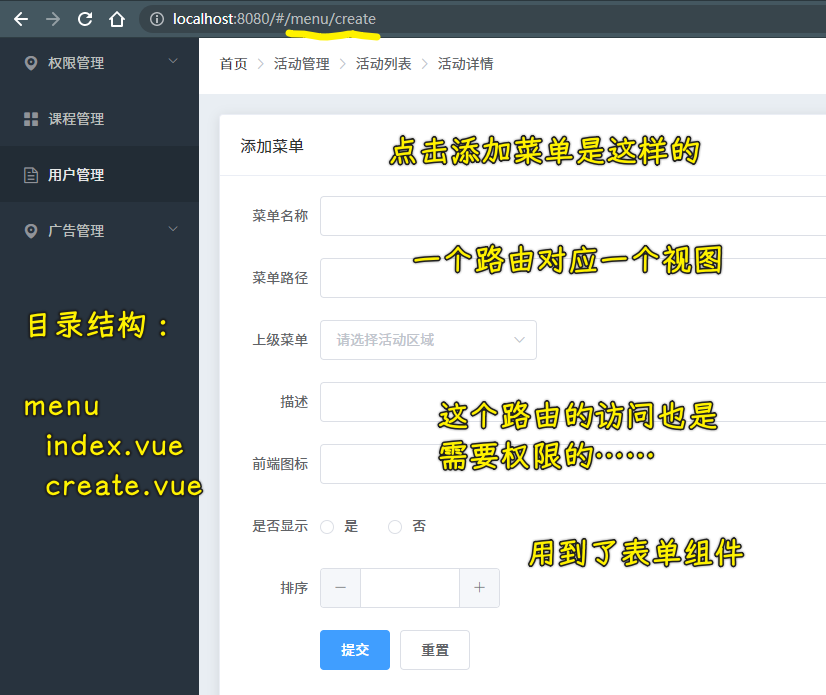 localhost:8080/#/menu/create
权限管理
课程管理
用户管理
广告管理
目录结构：
menu
index.vue
create.vue
首页 > 活动管理 > 活动列表 > 活动详情
添加菜单
点击添加菜单是这样的
菜单名称
一个路由对应一个视图
菜单路径
上级菜单 请选择活动区域
描述
这个路由的访问也是
需要权限的……
前端图标
是否显示 是 否
用到了表单组件
排序 − +
提交 重置